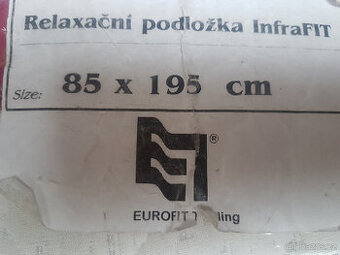 Relaxační podložka InfraFIT
Size: 85 x 195 cm
®
EUROFIT